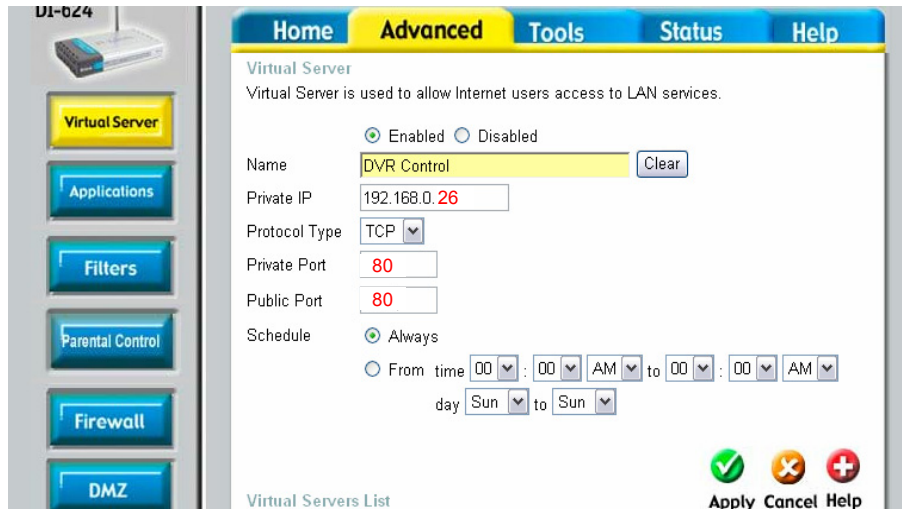 DI-624
Home Advanced Tools Status Help
Virtual Server
Virtual Server is used to allow Internet users access to LAN services.
Virtual Server
Enabled Disabled
Name DVR Control Clear
Applications
Private IP 192.168.0.26
Protocol Type TCP
Filters
Private Port 80
Public Port 80
Parental Control
Schedule Always
From time 00 : 00 AM to 00 : 00 AM
day Sun to Sun
Firewall
DMZ
Apply Cancel Help
Virtual Servers List